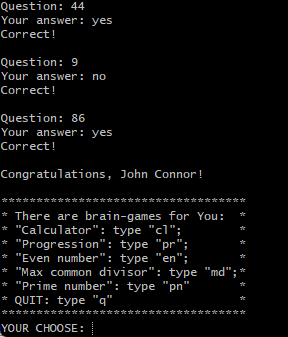 Question: 44
Your answer: yes
Correct!
Question: 9
Your answer: no
Correct!
Question: 86
Your answer: yes
Correct!
Congratulations, John Connor!
***********************************
* There are brain-games for You:  *
* "Calculator": type "cl";        *
* "Progression": type "pr";       *
* "Even number": type "en";       *
* "Max common divisor": type "md";*
* "Prime number": type "pn"       *
* QUIT: type "q"                  *
***********************************
YOUR CHOOSE: